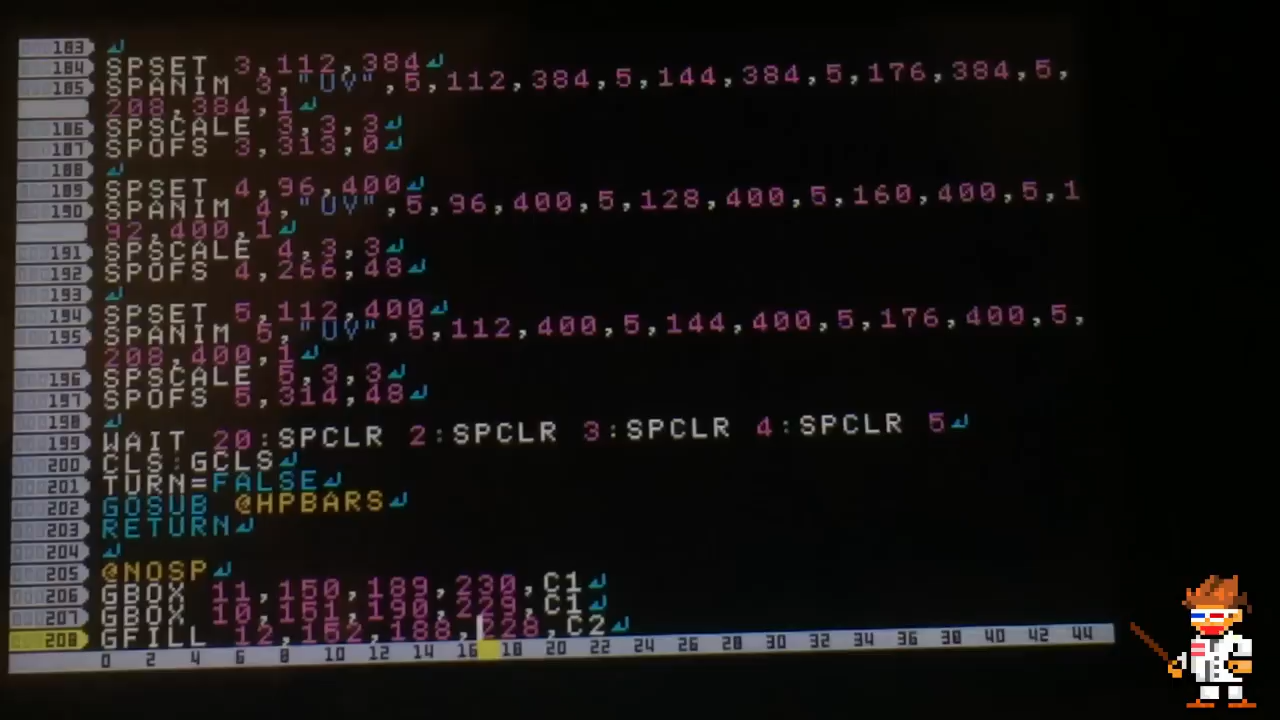 183
184 SPSET 3,112,384
185 SPANIM 3,"UV",5,112,384,5,144,384,5,176,384,5,
208,384,1
186 SPSCALE 3,3,3
187 SPOFS 3,313,0
188
189 SPSET 4,96,400
190 SPANIM 4,"UV",5,96,400,5,128,400,5,160,400,5,1
92,400,1
191 SPSCALE 4,3,3
192 SPOFS 4,266,48
193
194 SPSET 5,112,400
195 SPANIM 5,"UV",5,112,400,5,144,400,5,176,400,5,
208,400,1
196 SPSCALE 5,3,3
197 SPOFS 5,314,48
198
199 WAIT 20:SPCLR 2:SPCLR 3:SPCLR 4:SPCLR 5
200 CLS:GCLS
201 TURN=FALSE
202 GOSUB @HPBARS
203 RETURN
204
205 @NOSP
206 GBOX 11,150,189,230,C1
207 GBOX 10,151,190,229,C1
208 GFILL 12,152,188,228,C2
0 2 4 6 8 10 12 14 16 18 20 22 24 26 28 30 32 34 36 38 40 42 44